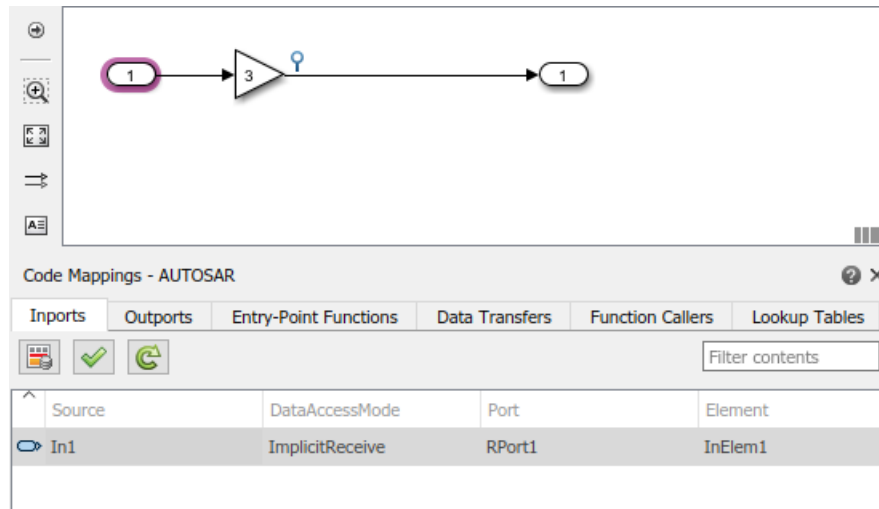 1 3 1
Code Mappings - AUTOSAR
Inports Outports Entry-Point Functions Data Transfers Function Callers Lookup Tables
Filter contents
Source DataAccessMode Port Element
In1 ImplicitReceive RPort1 InElem1